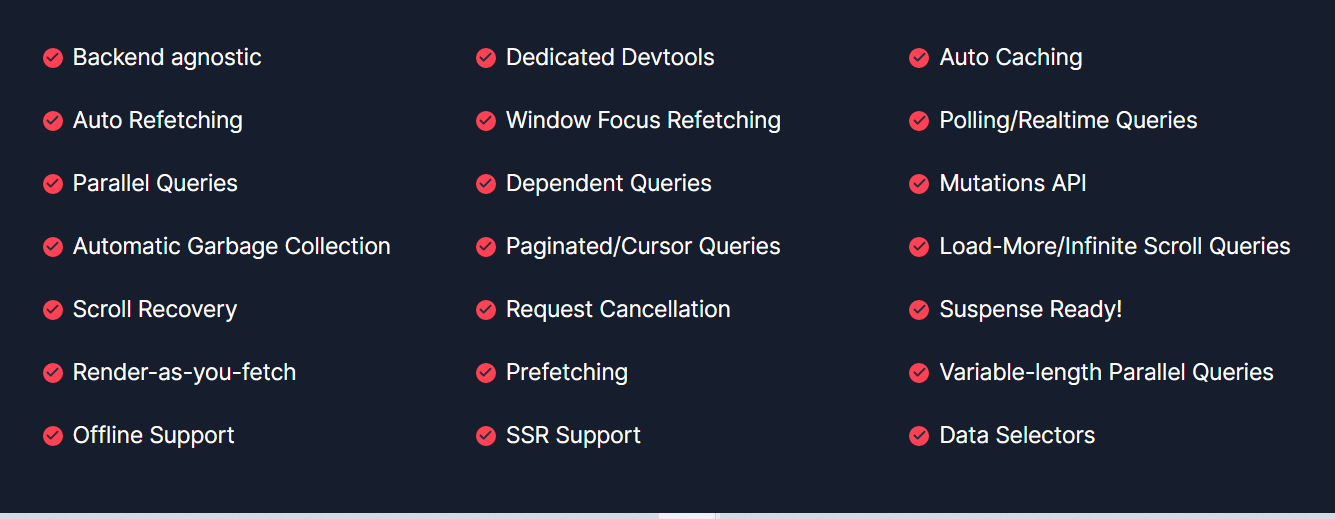 Backend agnostic
Dedicated Devtools
Auto Caching
Auto Refetching
Window Focus Refetching
Polling/Realtime Queries
Parallel Queries
Dependent Queries
Mutations API
Automatic Garbage Collection
Paginated/Cursor Queries
Load-More/Infinite Scroll Queries
Scroll Recovery
Request Cancellation
Suspense Ready!
Render-as-you-fetch
Prefetching
Variable-length Parallel Queries
Offline Support
SSR Support
Data Selectors